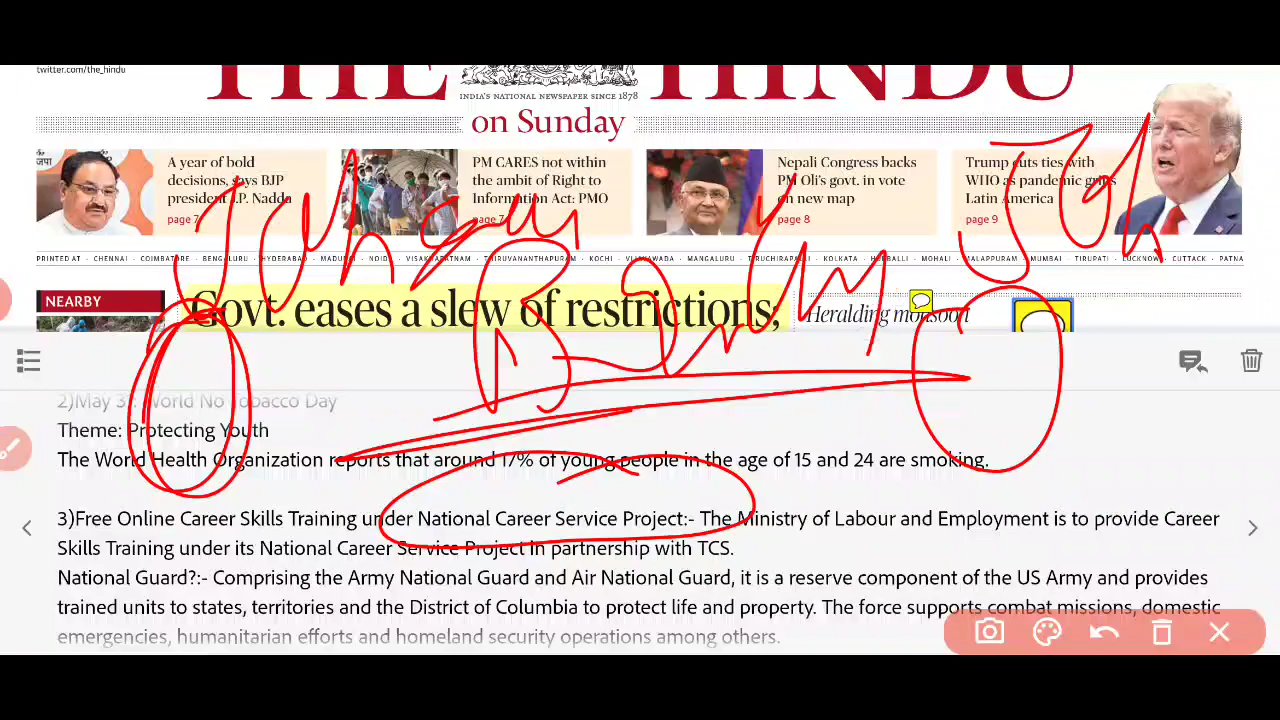 twitter.com/the_hindu
THE HINDU
INDIA'S NATIONAL NEWSPAPER SINCE 1878
on Sunday
A year of bold
decisions, says BJP
president J.P. Nadda
page 7
PM CARES not within
the ambit of Right to
Information Act: PMO
page 7
Nepali Congress backs
PM Oli's govt. in vote
on new map
page 8
Trump cuts ties with
WHO as pandemic grips
Latin America
page 9
PRINTED AT · CHENNAI · COIMBATORE · BENGALURU · HYDERABAD · MADURAI · NOIDA · VISAKHAPATNAM · THIRUVANANTHAPURAM · KOCHI · VIJAYAWADA · MANGALURU · TIRUCHIRAPALLI · KOLKATA · HUBBALLI · MOHALI · MALAPPURAM · MUMBAI · TIRUPATI · LUCKNOW · CUTTACK · PATNA
NEARBY
Govt. eases a slew of restrictions;
Heralding monsoon
2)May 31: World No Tobacco Day
Theme: Protecting Youth
The World Health Organization reports that around 17% of young people in the age of 15 and 24 are smoking.
3)Free Online Career Skills Training under National Career Service Project:- The Ministry of Labour and Employment is to provide Career
Skills Training under its National Career Service Project in partnership with TCS.
National Guard?:- Comprising the Army National Guard and Air National Guard, it is a reserve component of the US Army and provides
trained units to states, territories and the District of Columbia to protect life and property. The force supports combat missions, domestic
emergencies, humanitarian efforts and homeland security operations among others.